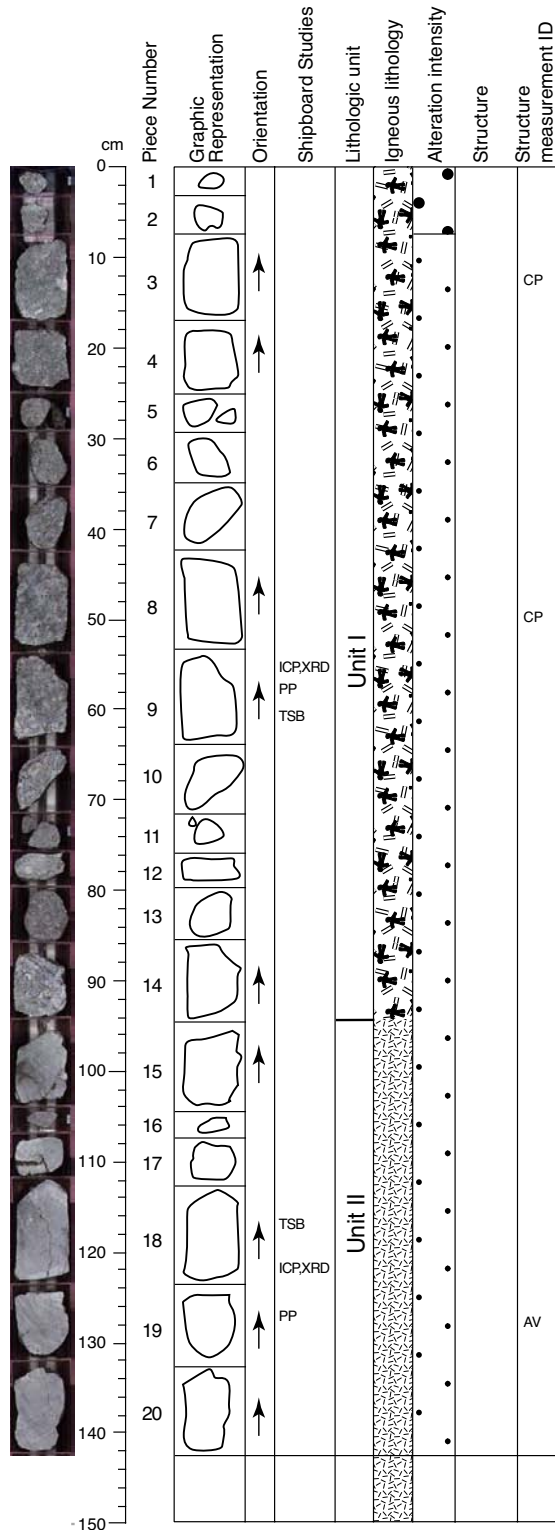 cm
Piece Number
Graphic
Representation
Orientation
Shipboard Studies
Lithologic unit
Igneous lithology
Alteration intensity
Structure
Structure
measurement ID
0
1
2
10
3
CP
20
4
5
30
6
40
7
50
8
CP
Unit I
ICP,XRD
PP
60
9
TSB
70
10
11
80
12
13
90
14
100
15
16
110
17
Unit II
120
18
TSB
ICP,XRD
130
19
PP
AV
140
20
150